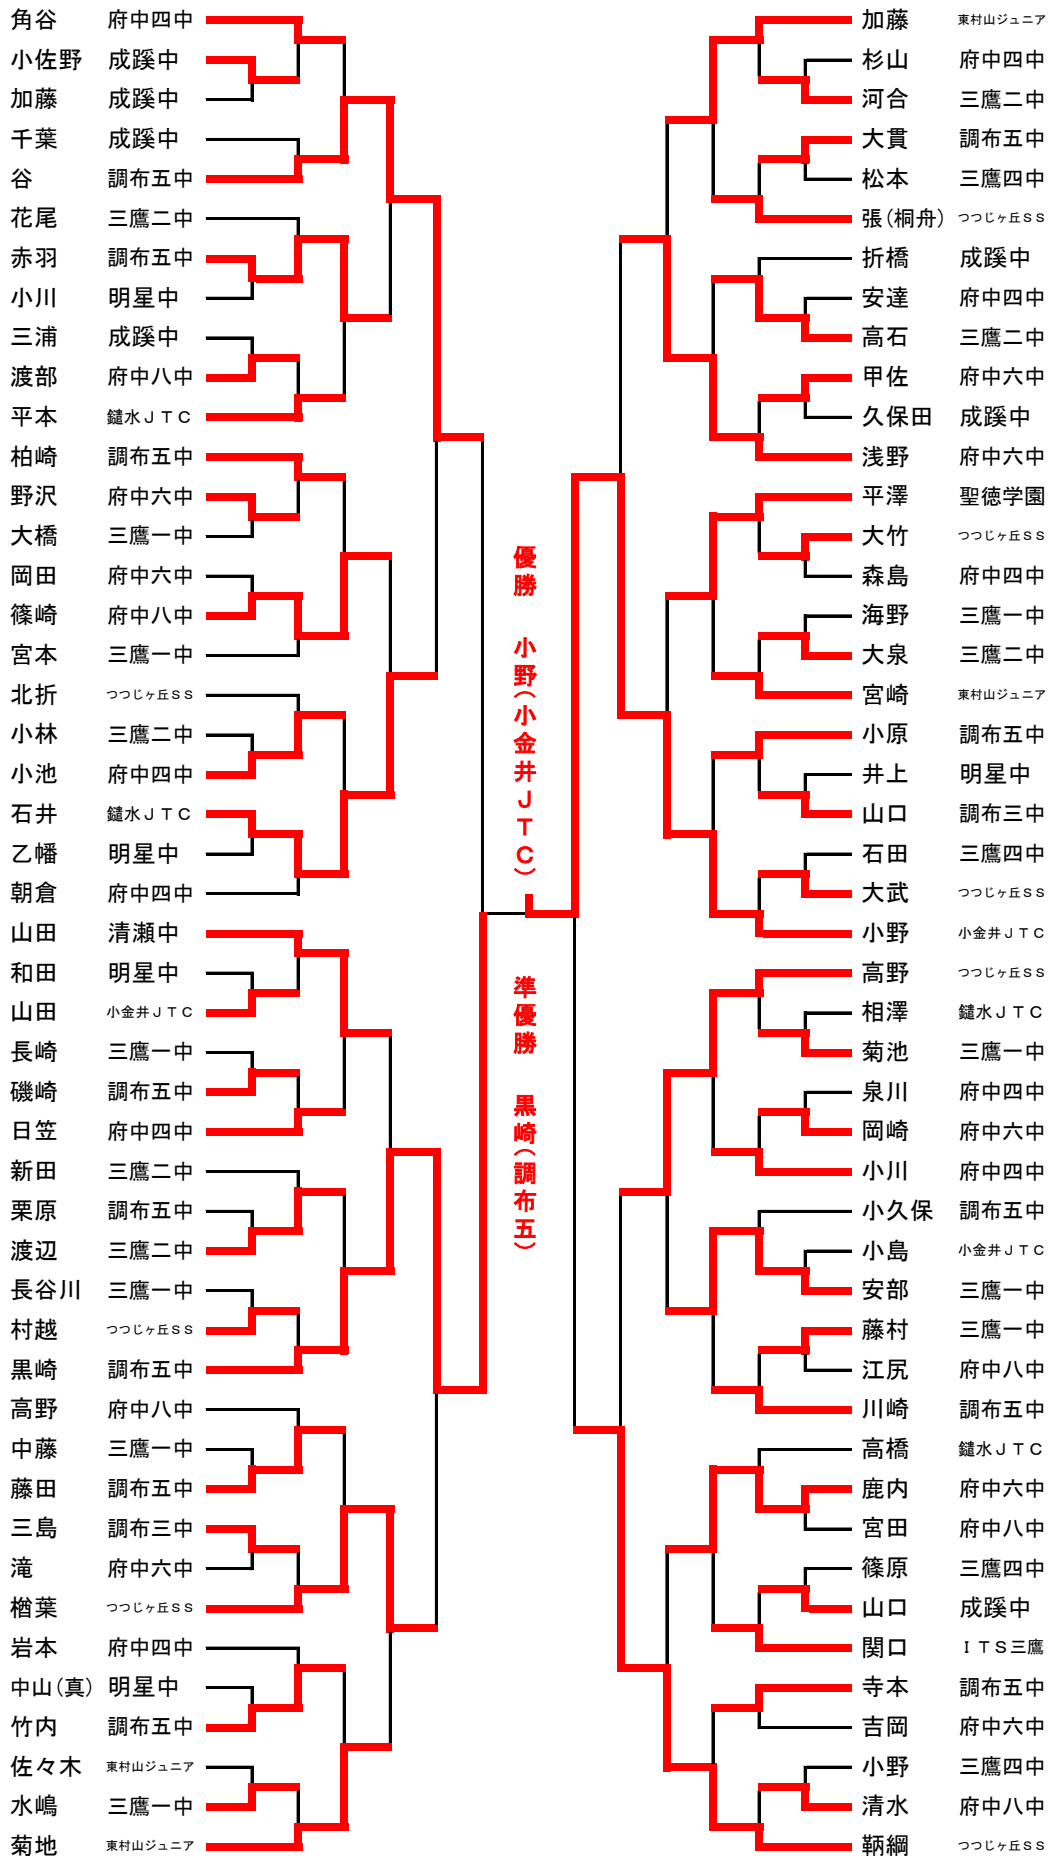 角谷 府中四中
小佐野 成蹊中
加藤 成蹊中
千葉 成蹊中
谷 調布五中
花尾 三鷹二中
赤羽 調布五中
小川 明星中
三浦 成蹊中
渡部 府中八中
平本 鑓水ＪＴＣ
柏崎 調布五中
野沢 府中六中
大橋 三鷹一中
岡田 府中六中
篠崎 府中八中
宮本 三鷹一中
北折 つつじヶ丘ＳＳ
小林 三鷹二中
小池 府中四中
石井 鑓水ＪＴＣ
乙幡 明星中
朝倉 府中四中
山田 清瀬中
和田 明星中
山田 小金井ＪＴＣ
長崎 三鷹一中
磯崎 調布五中
日笠 府中四中
新田 三鷹二中
栗原 調布五中
渡辺 三鷹二中
長谷川 三鷹一中
村越 つつじヶ丘ＳＳ
黒崎 調布五中
高野 府中八中
中藤 三鷹一中
藤田 調布五中
三島 調布三中
滝 府中六中
楢葉 つつじヶ丘ＳＳ
岩本 府中四中
中山(真) 明星中
竹内 調布五中
佐々木 東村山ジュニア
水嶋 三鷹一中
菊地 東村山ジュニア
優勝 小野(小金井ＪＴＣ)
準優勝 黒崎(調布五)
加藤 東村山ジュニア
杉山 府中四中
河合 三鷹二中
大貫 調布五中
松本 三鷹四中
張(桐舟) つつじヶ丘ＳＳ
折橋 成蹊中
安達 府中四中
高石 三鷹二中
甲佐 府中六中
久保田 成蹊中
浅野 府中六中
平澤 聖徳学園
大竹 つつじヶ丘ＳＳ
森島 府中四中
海野 三鷹一中
大泉 三鷹二中
宮崎 東村山ジュニア
小原 調布五中
井上 明星中
山口 調布三中
石田 三鷹四中
大武 つつじヶ丘ＳＳ
小野 小金井ＪＴＣ
高野 つつじヶ丘ＳＳ
相澤 鑓水ＪＴＣ
菊池 三鷹一中
泉川 府中四中
岡崎 府中六中
小川 府中四中
小久保 調布五中
小島 小金井ＪＴＣ
安部 三鷹一中
藤村 三鷹一中
江尻 府中八中
川崎 調布五中
高橋 鑓水ＪＴＣ
鹿内 府中六中
宮田 府中八中
篠原 三鷹四中
山口 成蹊中
関口 ＩＴＳ三鷹
寺本 調布五中
吉岡 府中六中
小野 三鷹四中
清水 府中八中
鞆綱 つつじヶ丘ＳＳ